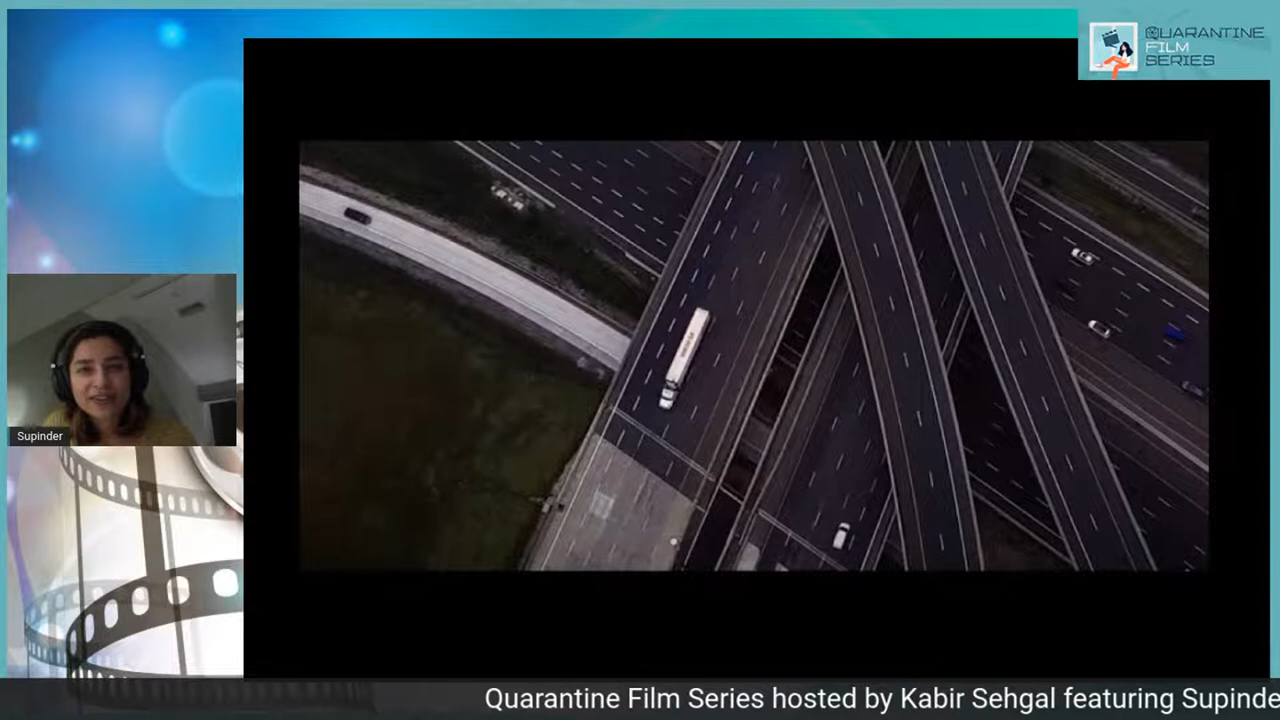 QUARANTINE
FILM
SERIES
Supinder
Quarantine Film Series hosted by Kabir Sehgal featuring Supinde